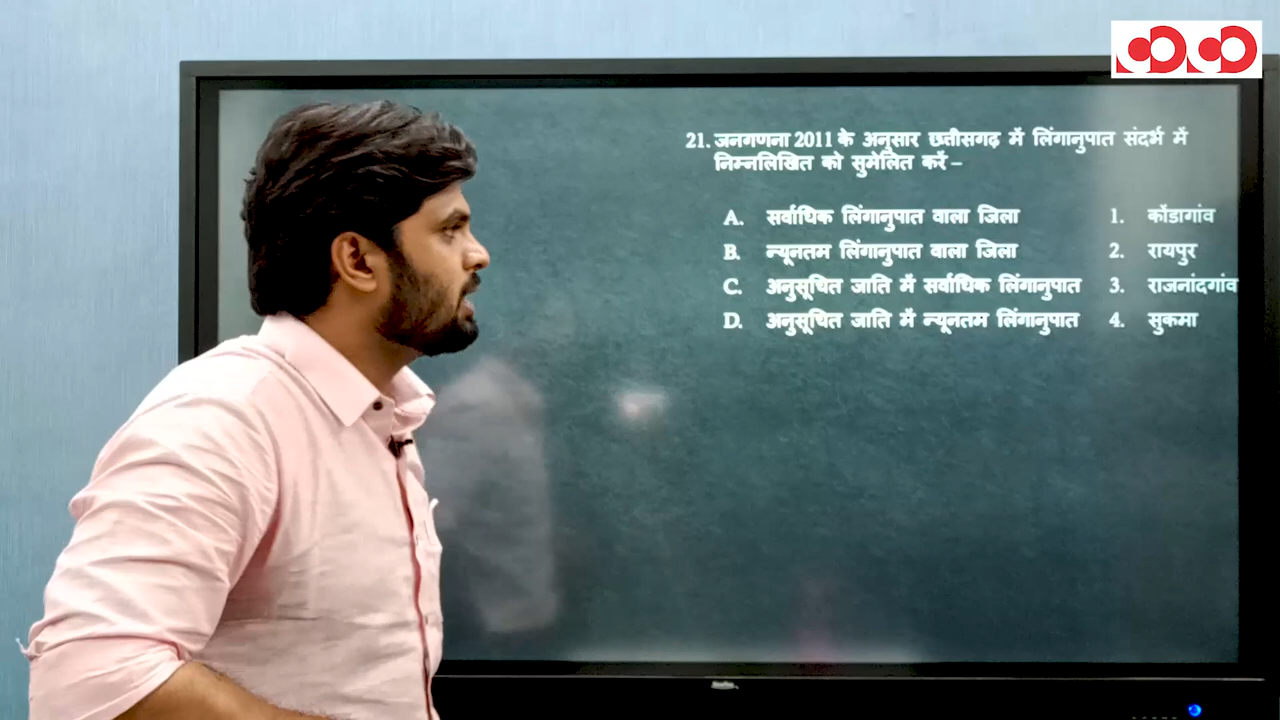 21. जनगणना 2011 के अनुसार छत्तीसगढ़ में लिंगानुपात संदर्भ में
निम्नलिखित को सुमेलित करें –
A. सर्वाधिक लिंगानुपात वाला जिला 1. कोंडागांव
B. न्यूनतम लिंगानुपात वाला जिला 2. रायपुर
C. अनुसूचित जाति में सर्वाधिक लिंगानुपात 3. राजनांदगांव
D. अनुसूचित जाति में न्यूनतम लिंगानुपात 4. सुकमा